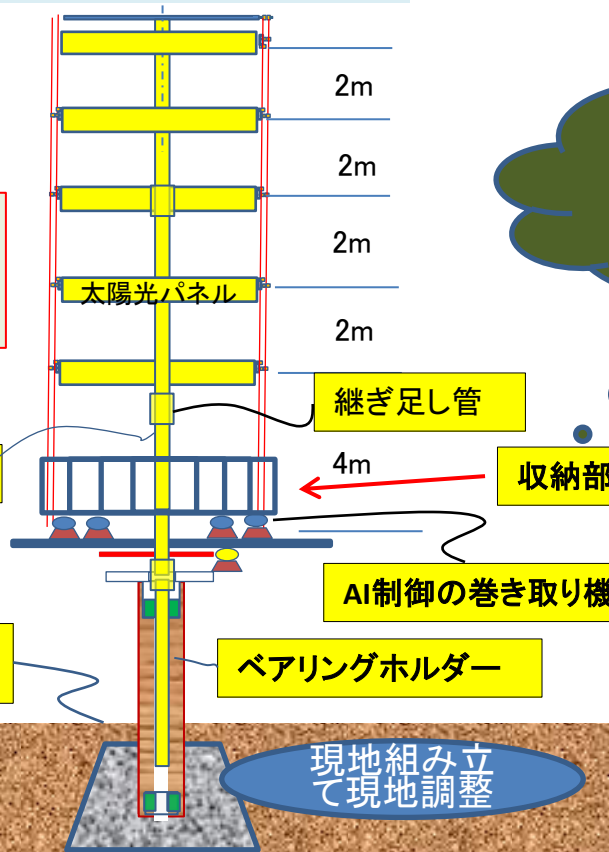 2m
2m
2m
太陽光パネル
2m
継ぎ足し管
4m
収納部
AI制御の巻き取り機
ベアリングホルダー
現地組み立
て現地調整